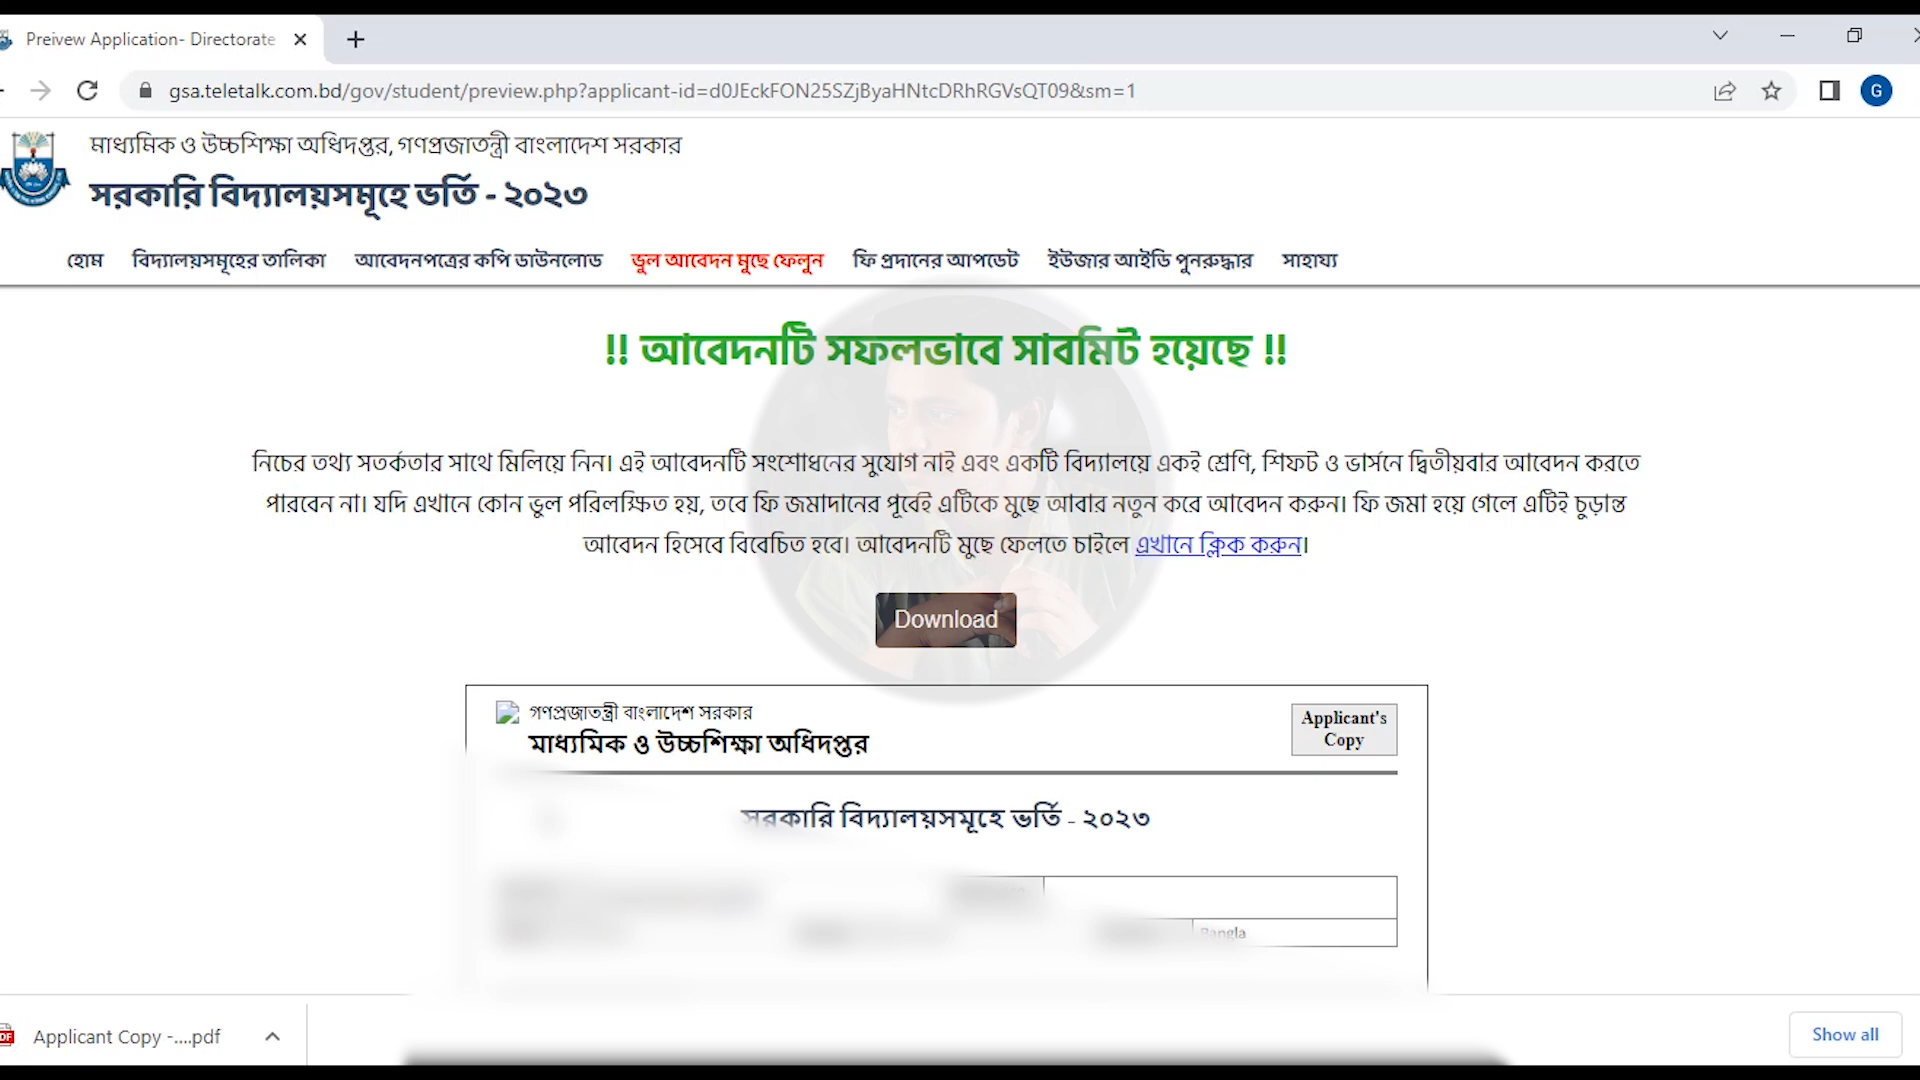 Preivew Application- Directorate
gsa.teletalk.com.bd/gov/student/preview.php?applicant-id=d0JEckFON25SZjByaHNtcDRhRGVsQT09&sm=1
G
মাধ্যমিক ও উচ্চশিক্ষা অধিদপ্তর, গণপ্রজাতন্ত্রী বাংলাদেশ সরকার
সরকারি বিদ্যালয়সমূহে ভর্তি - ২০২৩
হোম বিদ্যালয়সমূহের তালিকা আবেদনপত্রের কপি ডাউনলোড ভুল আবেদন মুছে ফেলুন ফি প্রদানের আপডেট ইউজার আইডি পুনরুদ্ধার সাহায্য
!! আবেদনটি সফলভাবে সাবমিট হয়েছে !!
নিচের তথ্য সতর্কতার সাথে মিলিয়ে নিন। এই আবেদনটি সংশোধনের সুযোগ নাই এবং একটি বিদ্যালয়ে একই শ্রেণি, শিফট ও ভার্সনে দ্বিতীয়বার আবেদন করতে
পারবেন না। যদি এখানে কোন ভুল পরিলক্ষিত হয়, তবে ফি জমাদানের পূর্বেই এটিকে মুছে আবার নতুন করে আবেদন করুন। ফি জমা হয়ে গেলে এটিই চুড়ান্ত
আবেদন হিসেবে বিবেচিত হবে। আবেদনটি মুছে ফেলতে চাইলে এখানে ক্লিক করুন।
Download
গণপ্রজাতন্ত্রী বাংলাদেশ সরকার
মাধ্যমিক ও উচ্চশিক্ষা অধিদপ্তর
Applicant's
Copy
সরকারি বিদ্যালয়সমূহে ভর্তি - ২০২৩
Bangla
Applicant Copy -....pdf
Show all